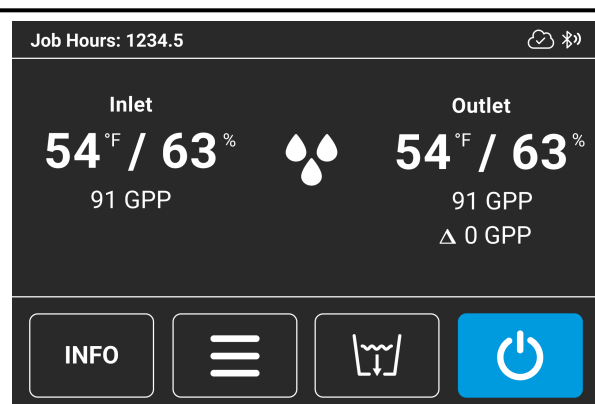 Job Hours: 1234.5
Inlet
54°F / 63%
91 GPP
Outlet
54°F / 63%
91 GPP
Δ 0 GPP
INFO